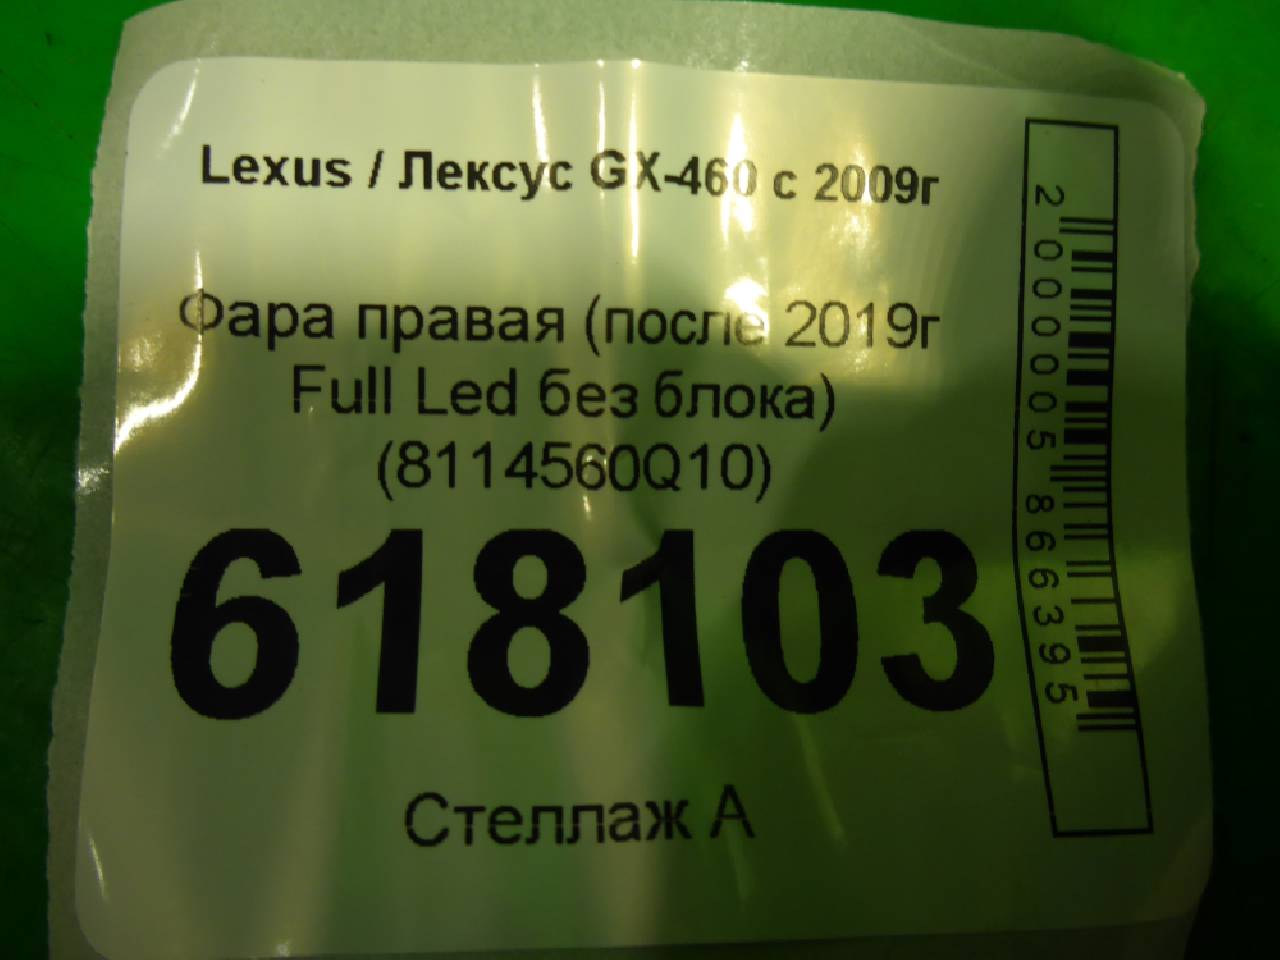 Lexus / Лексус GX-460 с 2009г
Фара правая (после 2019г
Full Led без блока)
(8114560Q10)
618103
Стеллаж А
2000005866395